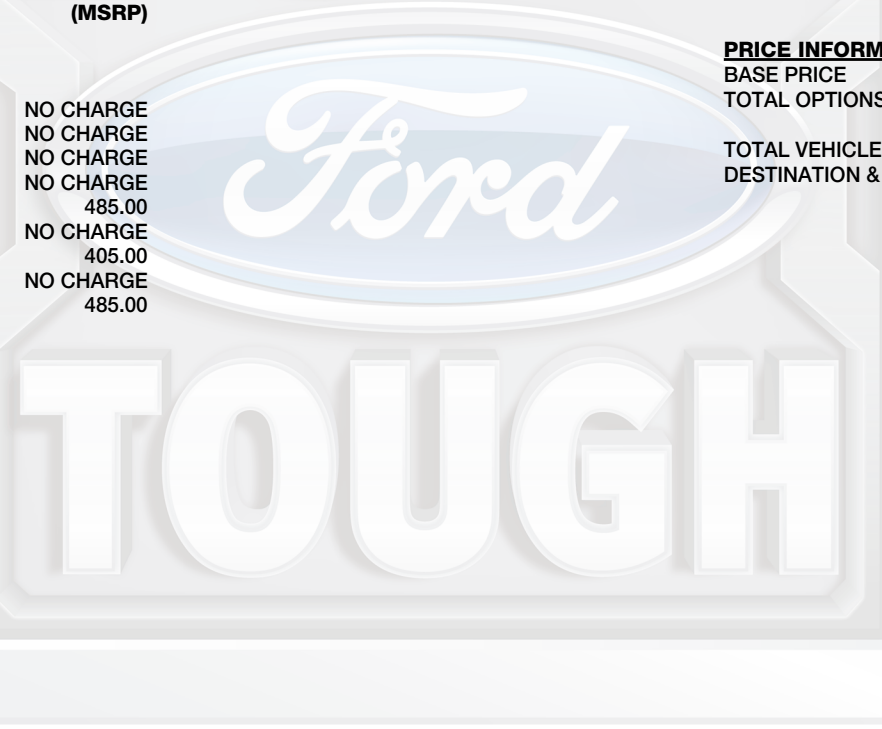 (MSRP)
NO CHARGE
NO CHARGE
NO CHARGE
NO CHARGE
485.00
NO CHARGE
405.00
NO CHARGE
485.00
PRICE INFORM
BASE PRICE
TOTAL OPTIONS
TOTAL VEHICLE
DESTINATION &
Ford
TOUGH